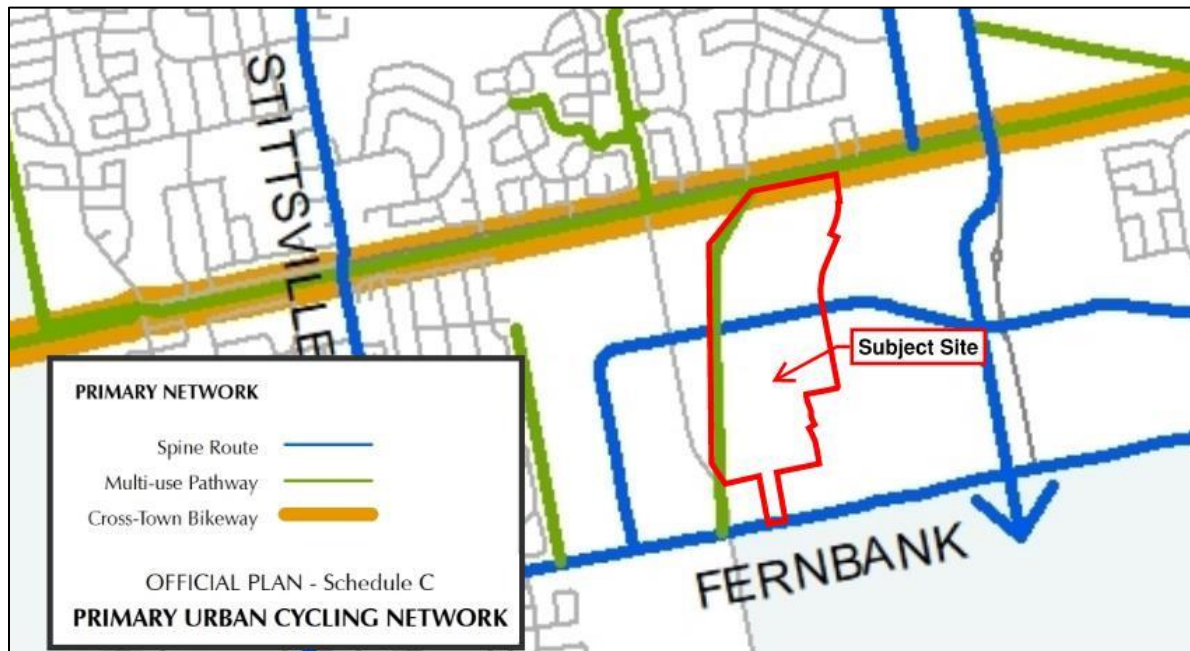 STITTSVILLE
Subject Site
FERNBANK
PRIMARY NETWORK
Spine Route
Multi-use Pathway
Cross-Town Bikeway
OFFICIAL PLAN - Schedule C
PRIMARY URBAN CYCLING NETWORK